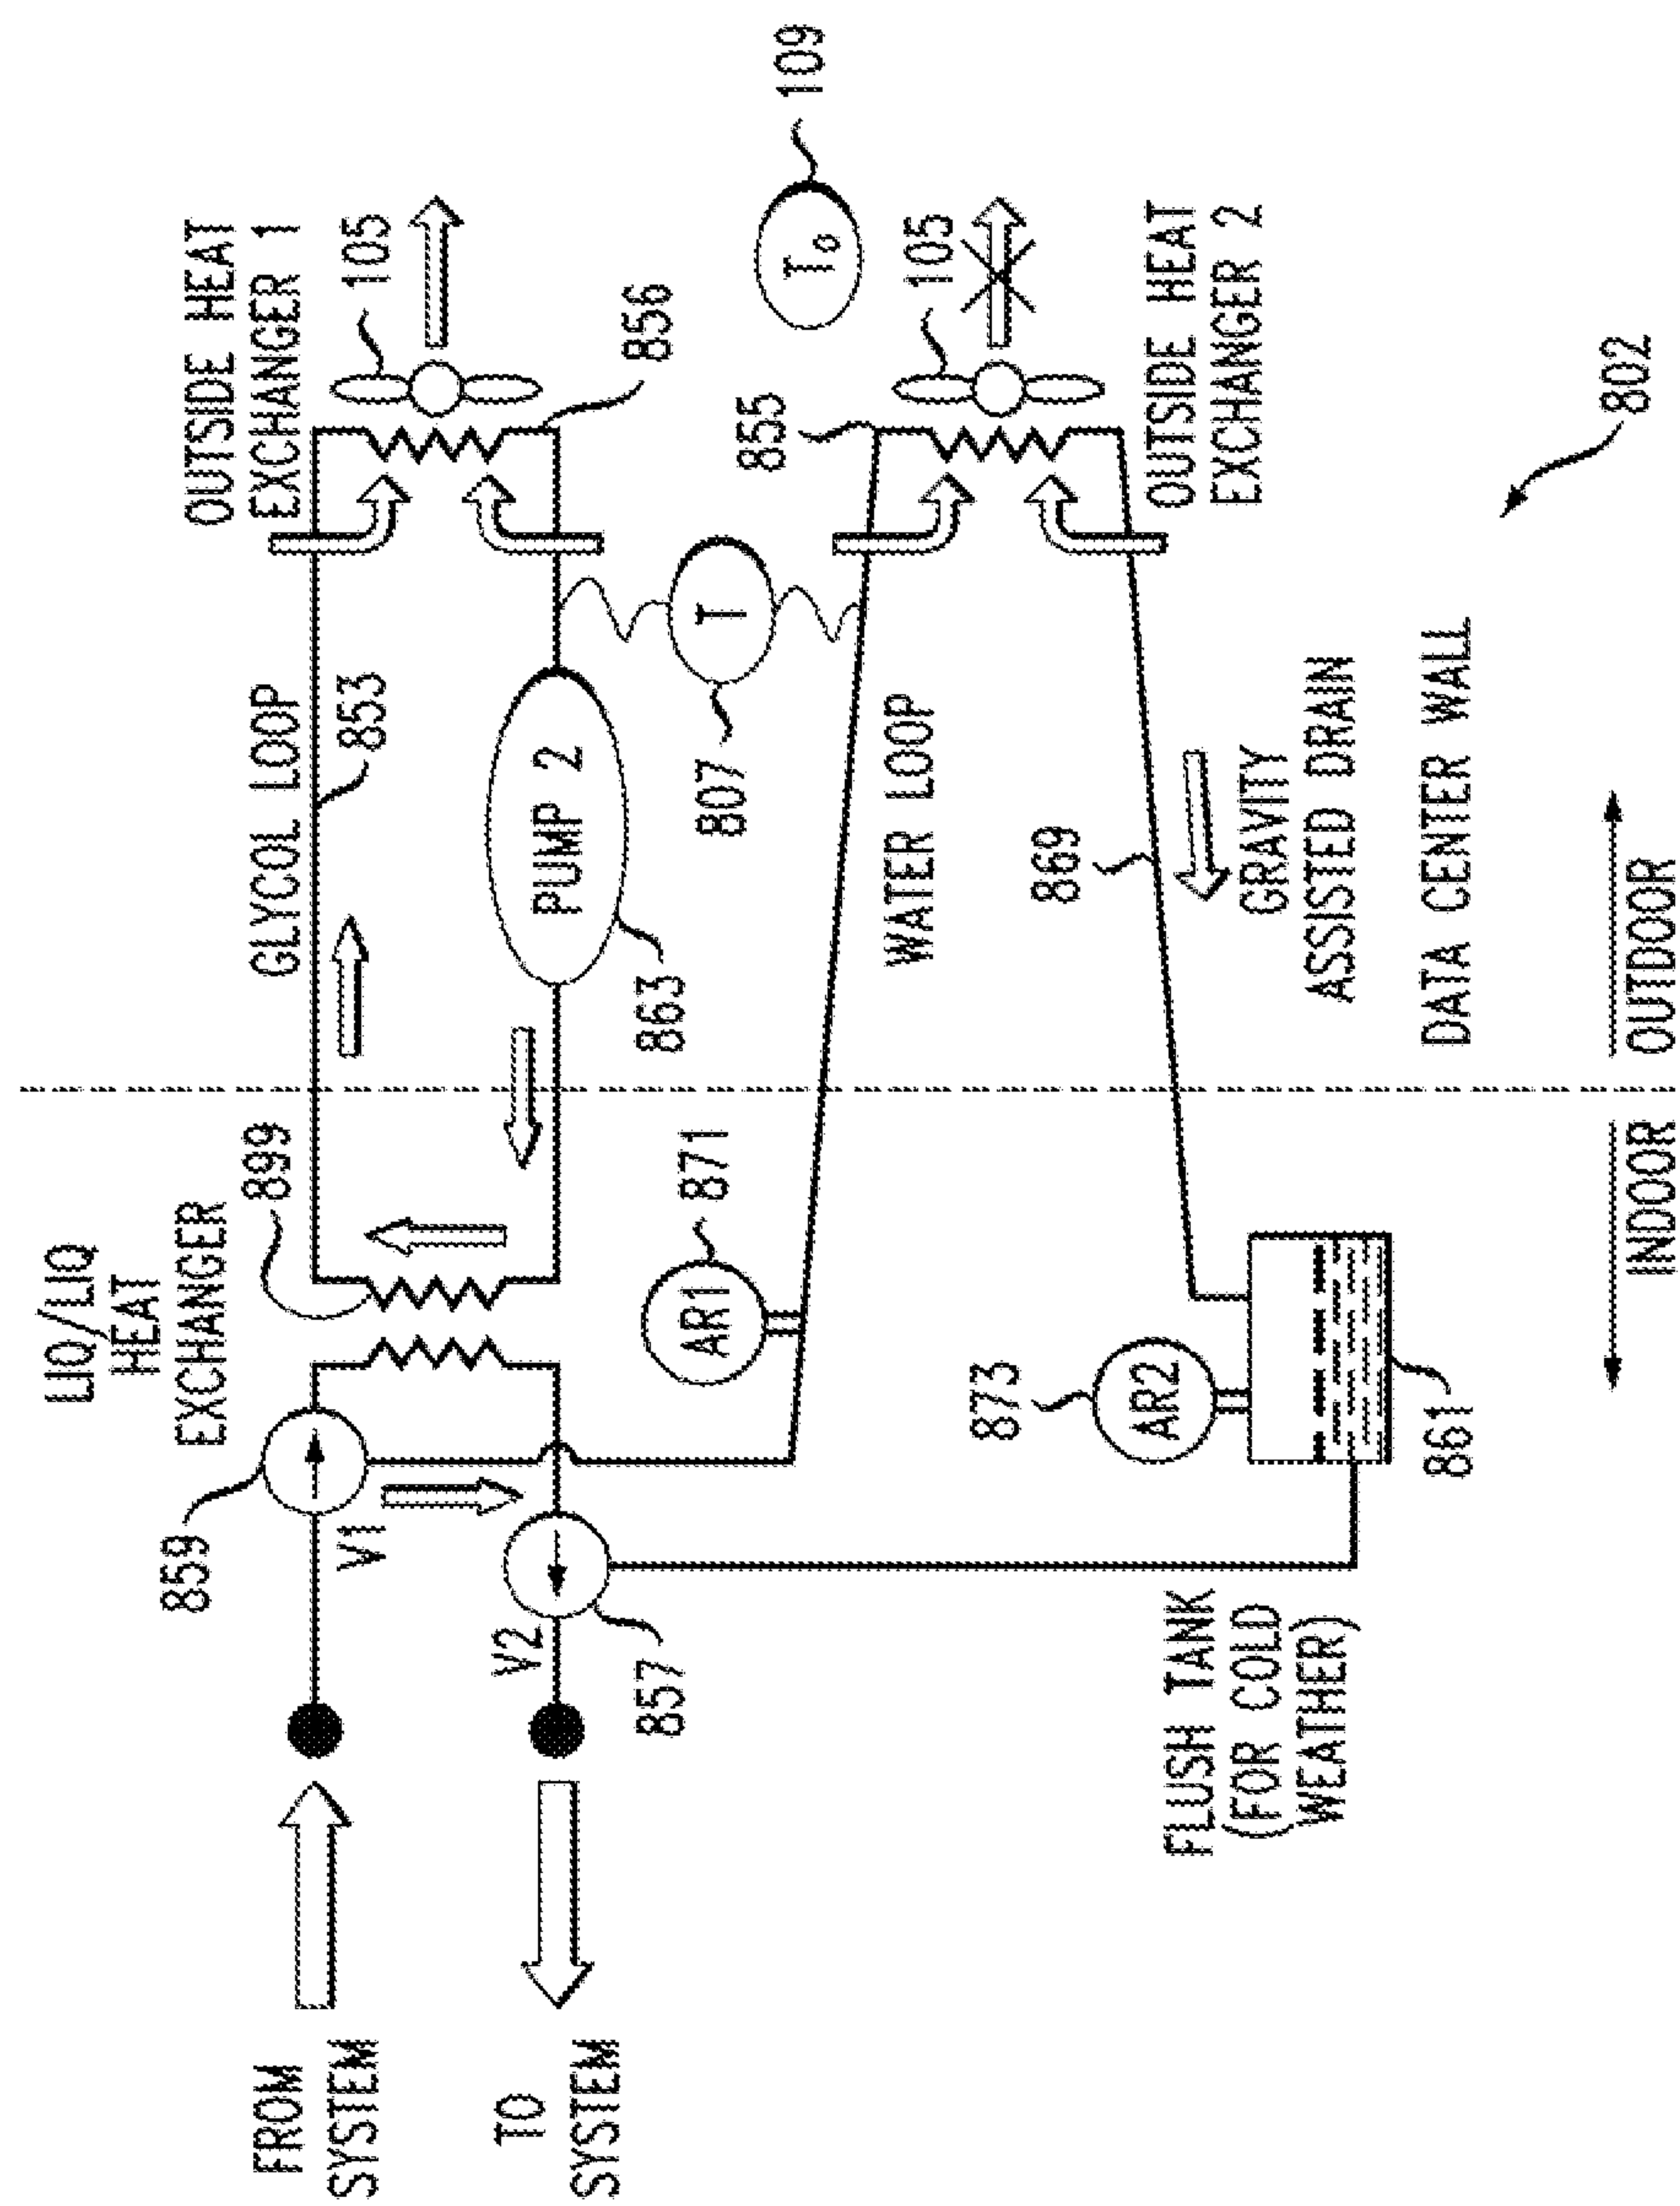 FROM
SYSTEM
TO
SYSTEM
859
V1
V2
857
LIQ/LIQ
HEAT
EXCHANGER
899
GLYCOL LOOP
853
PUMP 2
863
OUTSIDE HEAT
EXCHANGER 1
105
856
T
807
109
T0
855
105
OUTSIDE HEAT
EXCHANGER 2
871
AR1
WATER LOOP
873
AR2
861
869
GRAVITY
ASSISTED DRAIN
FLUSH TANK
(FOR COLD
WEATHER)
DATA CENTER WALL
INDOOR
OUTDOOR
802